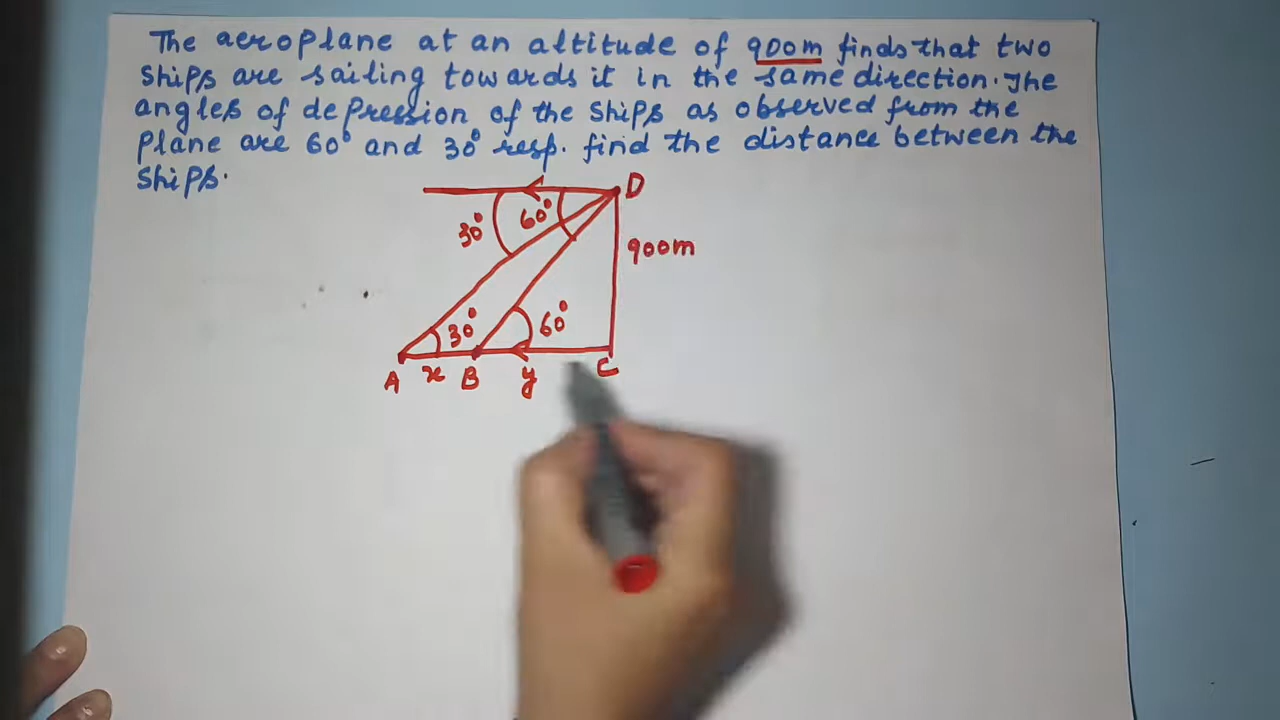 The aeroplane at an altitude of 900m finds that two
ships are sailing towards it in the same direction. The
angles of depression of the ships as observed from the
plane are 60° and 30° resp. find the distance between the
ships.
D
30° 60°
900m
30° 60°
A x B y C